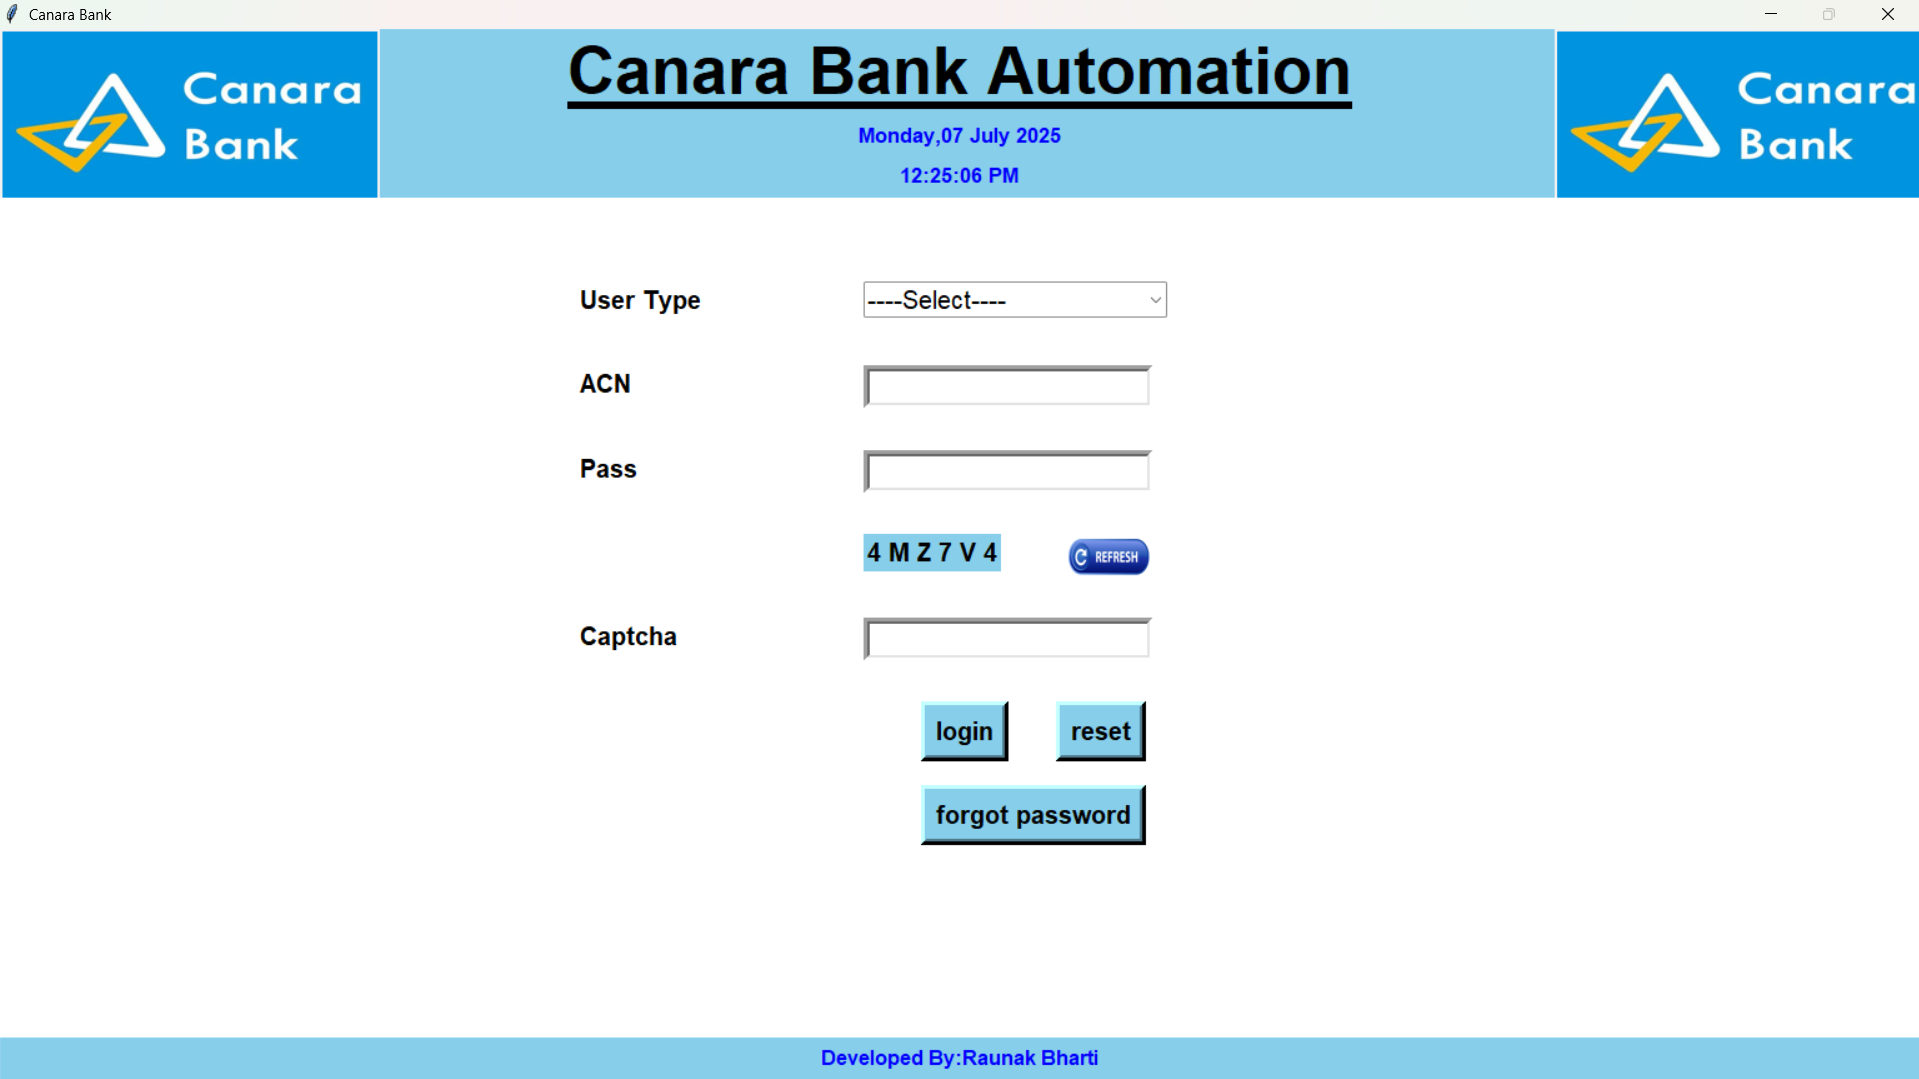 Canara Bank
Canara
Bank
Canara Bank Automation
Monday,07 July 2025
12:25:06 PM
Canara
Bank
User Type
----Select----
ACN
Pass
4 M Z 7 V 4
REFRESH
Captcha
login
reset
forgot password
Developed By:Raunak Bharti